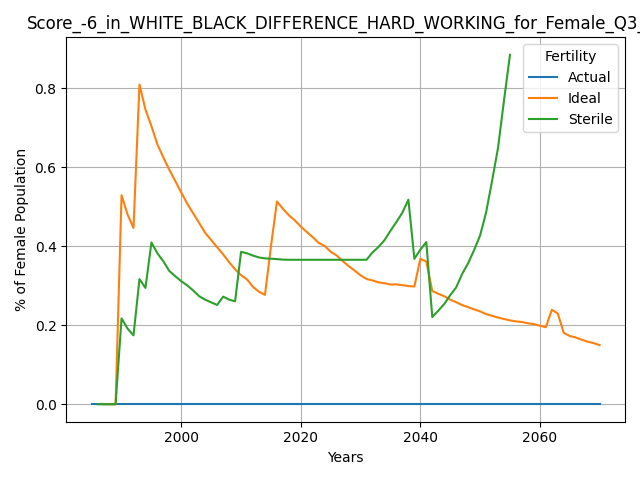 Score_-6_in_WHITE_BLACK_DIFFERENCE_HARD_WORKING_for_Female_Q3_
Fertility
Actual
Ideal
Sterile
% of Female Population
0.8
0.6
0.4
0.2
0.0
2000
2020
2040
2060
Years